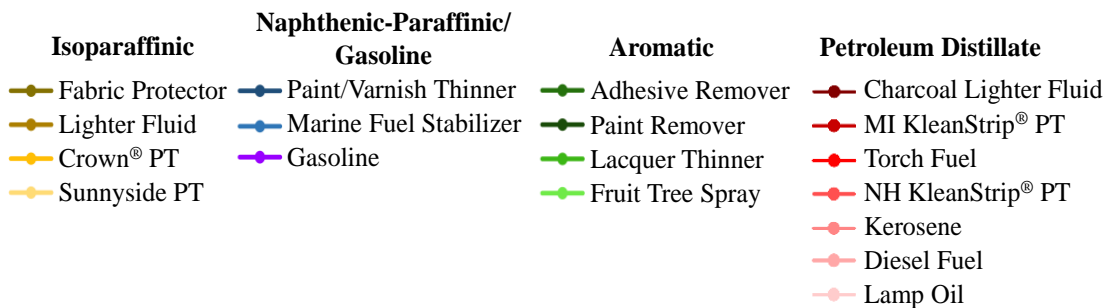 Isoparaffinic
Fabric Protector
Lighter Fluid
Crown® PT
Sunnyside PT
Naphthenic-Paraffinic/
Gasoline
Paint/Varnish Thinner
Marine Fuel Stabilizer
Gasoline
Aromatic
Adhesive Remover
Paint Remover
Lacquer Thinner
Fruit Tree Spray
Petroleum Distillate
Charcoal Lighter Fluid
MI KleanStrip® PT
Torch Fuel
NH KleanStrip® PT
Kerosene
Diesel Fuel
Lamp Oil